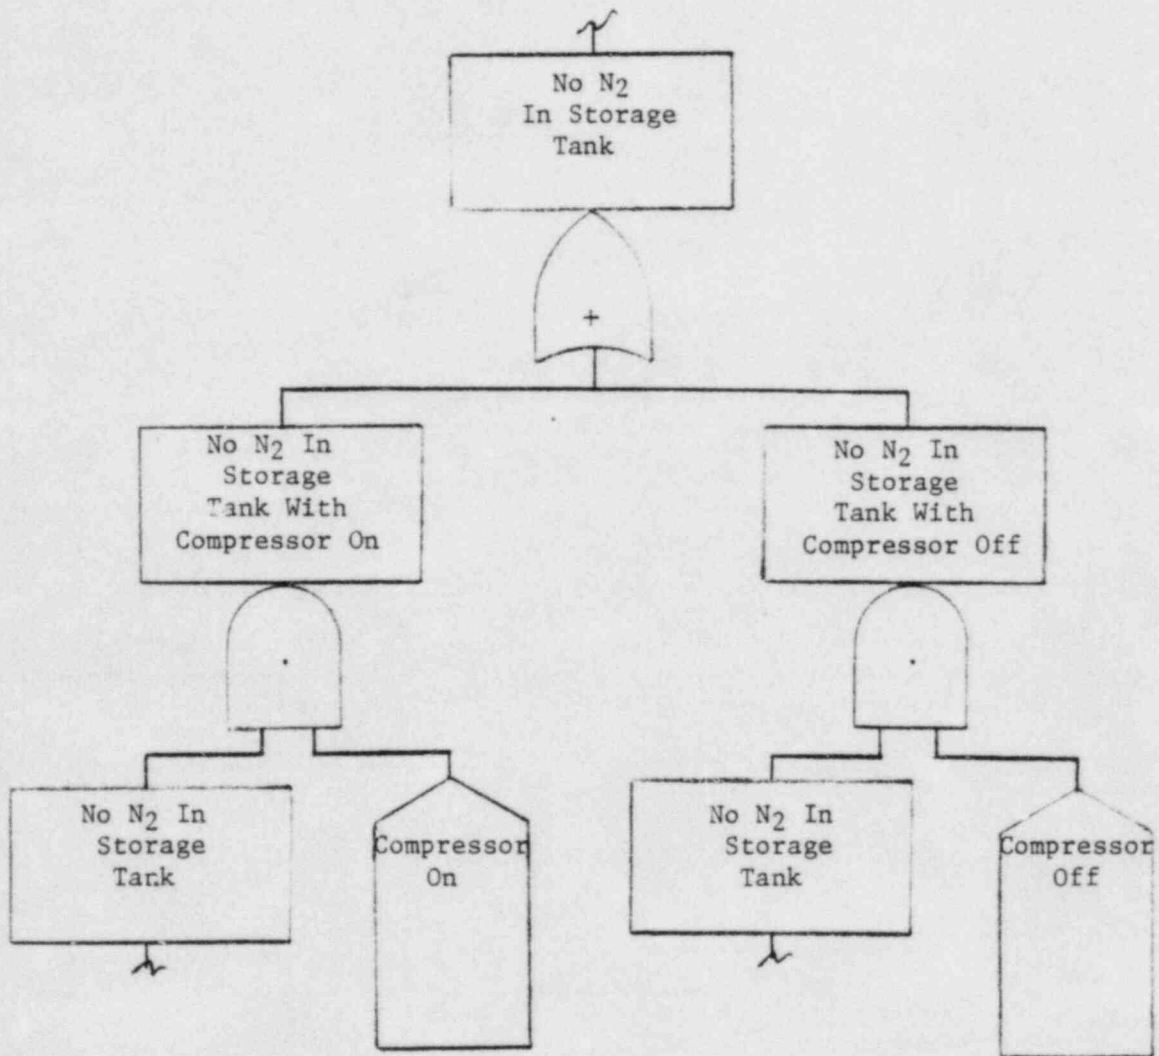 No N2
In Storage
Tank
+
No N2 In
Storage
Tank With
Compressor On
No N2 In
Storage
Tank With
Compressor Off
No N2 In
Storage
Tank
Compressor
On
No N2 In
Storage
Tank
Compressor
Off